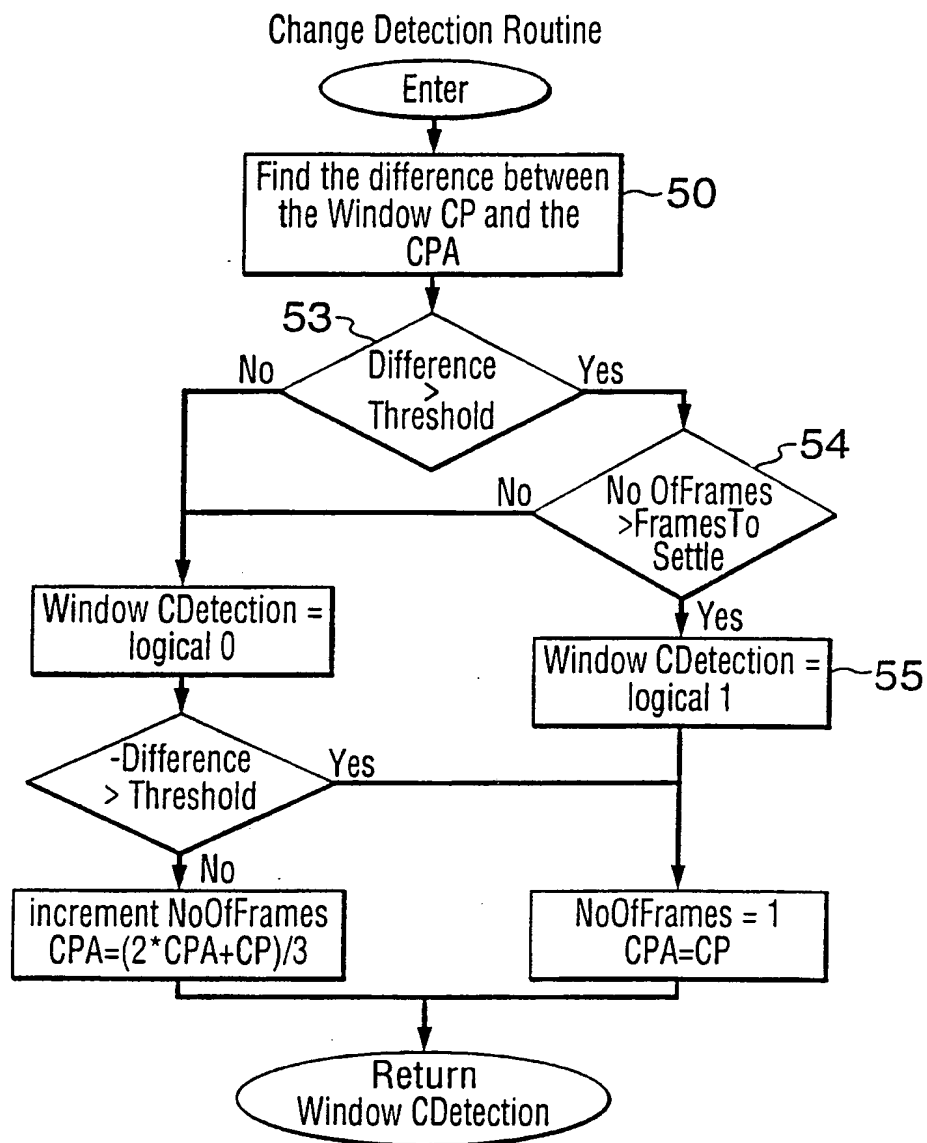 Change Detection Routine
Enter
Find the difference between
the Window CP and the
CPA
50
53
Difference
>
Threshold
No
Yes
54
No OfFrames
>FramesTo
Settle
No
Yes
Window CDetection =
logical 0
Window CDetection =
logical 1
55
-Difference
> Threshold
Yes
No
increment NoOfFrames
CPA=(2*CPA+CP)/3
NoOfFrames = 1
CPA=CP
Return
Window CDetection